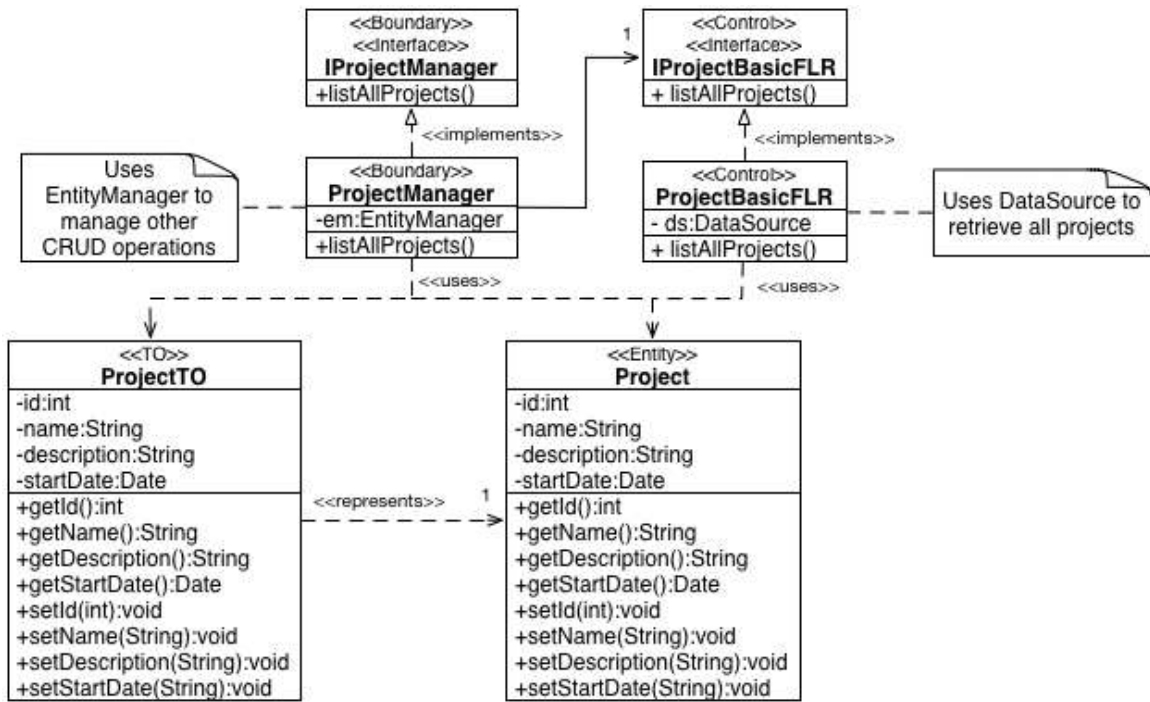 <<Boundary>>
<<Interface>>
IProjectManager
+listAllProjects()
1
<<Control>>
<<Interface>>
IProjectBasicFLR
+ listAllProjects()
<<implements>>
<<implements>>
Uses
EntityManager to
manage other
CRUD operations
<<Boundary>>
ProjectManager
-em:EntityManager
+listAllProjects()
<<Control>>
ProjectBasicFLR
- ds:DataSource
+ listAllProjects()
Uses DataSource to
retrieve all projects
<<uses>>
<<uses>>
<<TO>>
ProjectTO
-id:int
-name:String
-description:String
-startDate:Date
+getId():int
+getName():String
+getDescription():String
+getStartDate():Date
+setId(int):void
+setName(String):void
+setDescription(String):void
+setStartDate(String):void
<<represents>>
1
<<Entity>>
Project
-id:int
-name:String
-description:String
-startDate:Date
+getId():int
+getName():String
+getDescription():String
+getStartDate():Date
+setId(int):void
+setName(String):void
+setDescription(String):void
+setStartDate(String):void